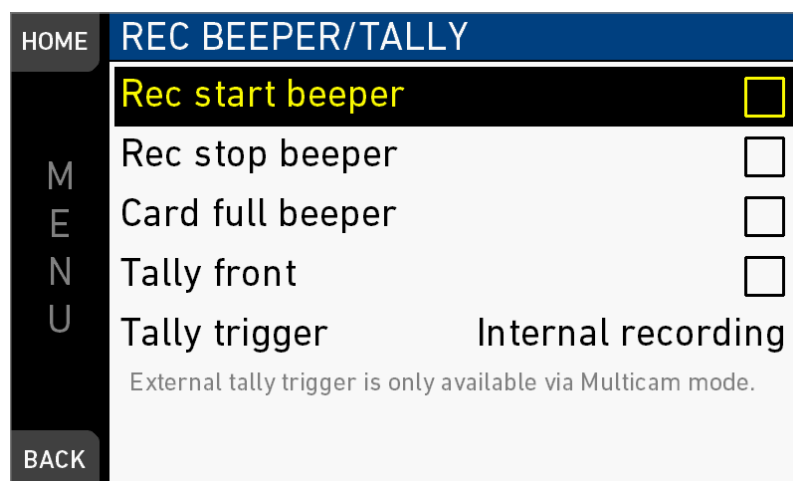 HOME
REC BEEPER/TALLY
Rec start beeper
Rec stop beeper
Card full beeper
Tally front
Tally trigger Internal recording
External tally trigger is only available via Multicam mode.
MENU
BACK